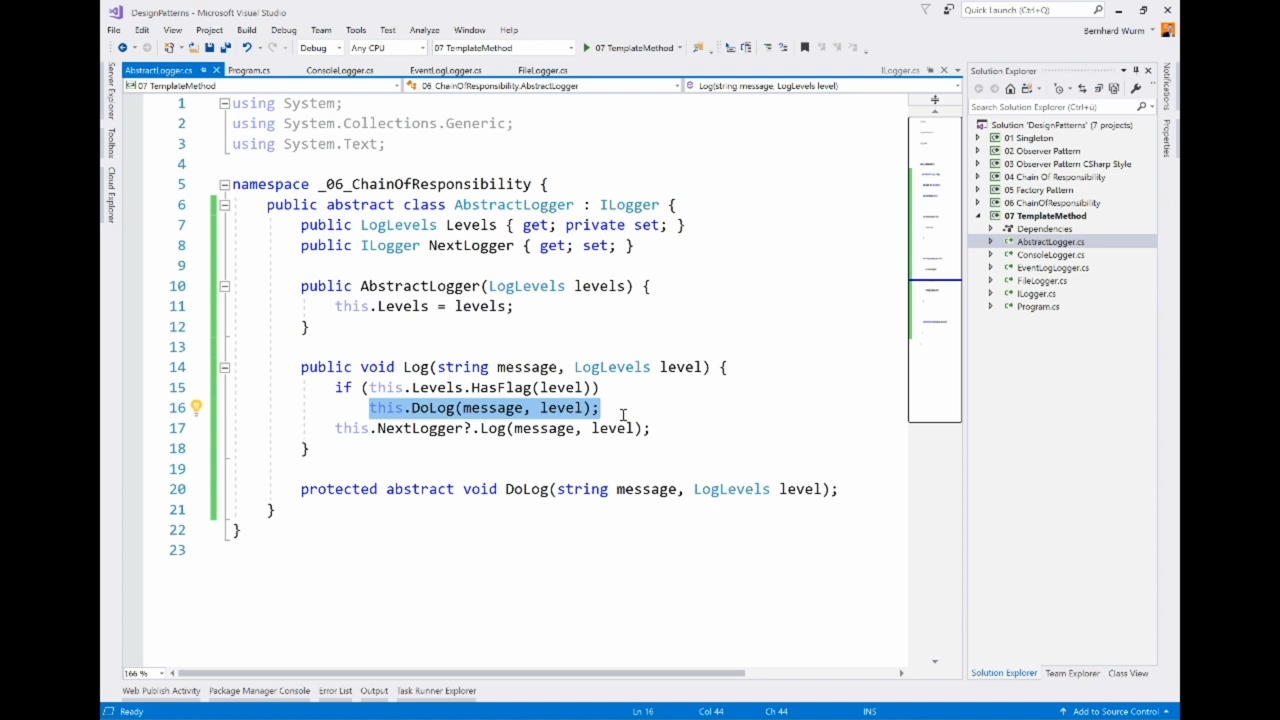 DesignPatterns - Microsoft Visual Studio
Quick Launch (Ctrl+Q)
File Edit View Project Build Debug Team Tools Test Analyze Window Help
Bernhard Wurm
Debug Any CPU 07 TemplateMethod 07 TemplateMethod
AbstractLogger.cs Program.cs ConsoleLogger.cs EventLogLogger.cs FileLogger.cs ILogger.cs
07 TemplateMethod _06_ChainOfResponsibility.AbstractLogger Log(string message, LogLevels level)
Server Explorer
Toolbox
Cloud Explorer
1 using System;
2 using System.Collections.Generic;
3 using System.Text;
4
5 namespace _06_ChainOfResponsibility {
6 public abstract class AbstractLogger : ILogger {
7 public LogLevels Levels { get; private set; }
8 public ILogger NextLogger { get; set; }
9
10 public AbstractLogger(LogLevels levels) {
11 this.Levels = levels;
12 }
13
14 public void Log(string message, LogLevels level) {
15 if (this.Levels.HasFlag(level))
16 this.DoLog(message, level);
17 this.NextLogger?.Log(message, level);
18 }
19
20 protected abstract void DoLog(string message, LogLevels level);
21 }
22 }
23
166 %
Solution Explorer
Search Solution Explorer (Ctrl+ü)
Solution 'DesignPatterns' (7 projects)
01 Singleton
02 Observer Pattern
03 Observer Pattern CSharp Style
04 Chain Of Responsibility
05 Factory Pattern
06 ChainOfResponsibility
07 TemplateMethod
Dependencies
AbstractLogger.cs
ConsoleLogger.cs
EventLogLogger.cs
FileLogger.cs
ILogger.cs
Program.cs
Solution Explorer Team Explorer Class View
Notifications
Properties
Web Publish Activity Package Manager Console Error List Output Task Runner Explorer
Ready Ln 16 Col 44 Ch 44 INS Add to Source Control